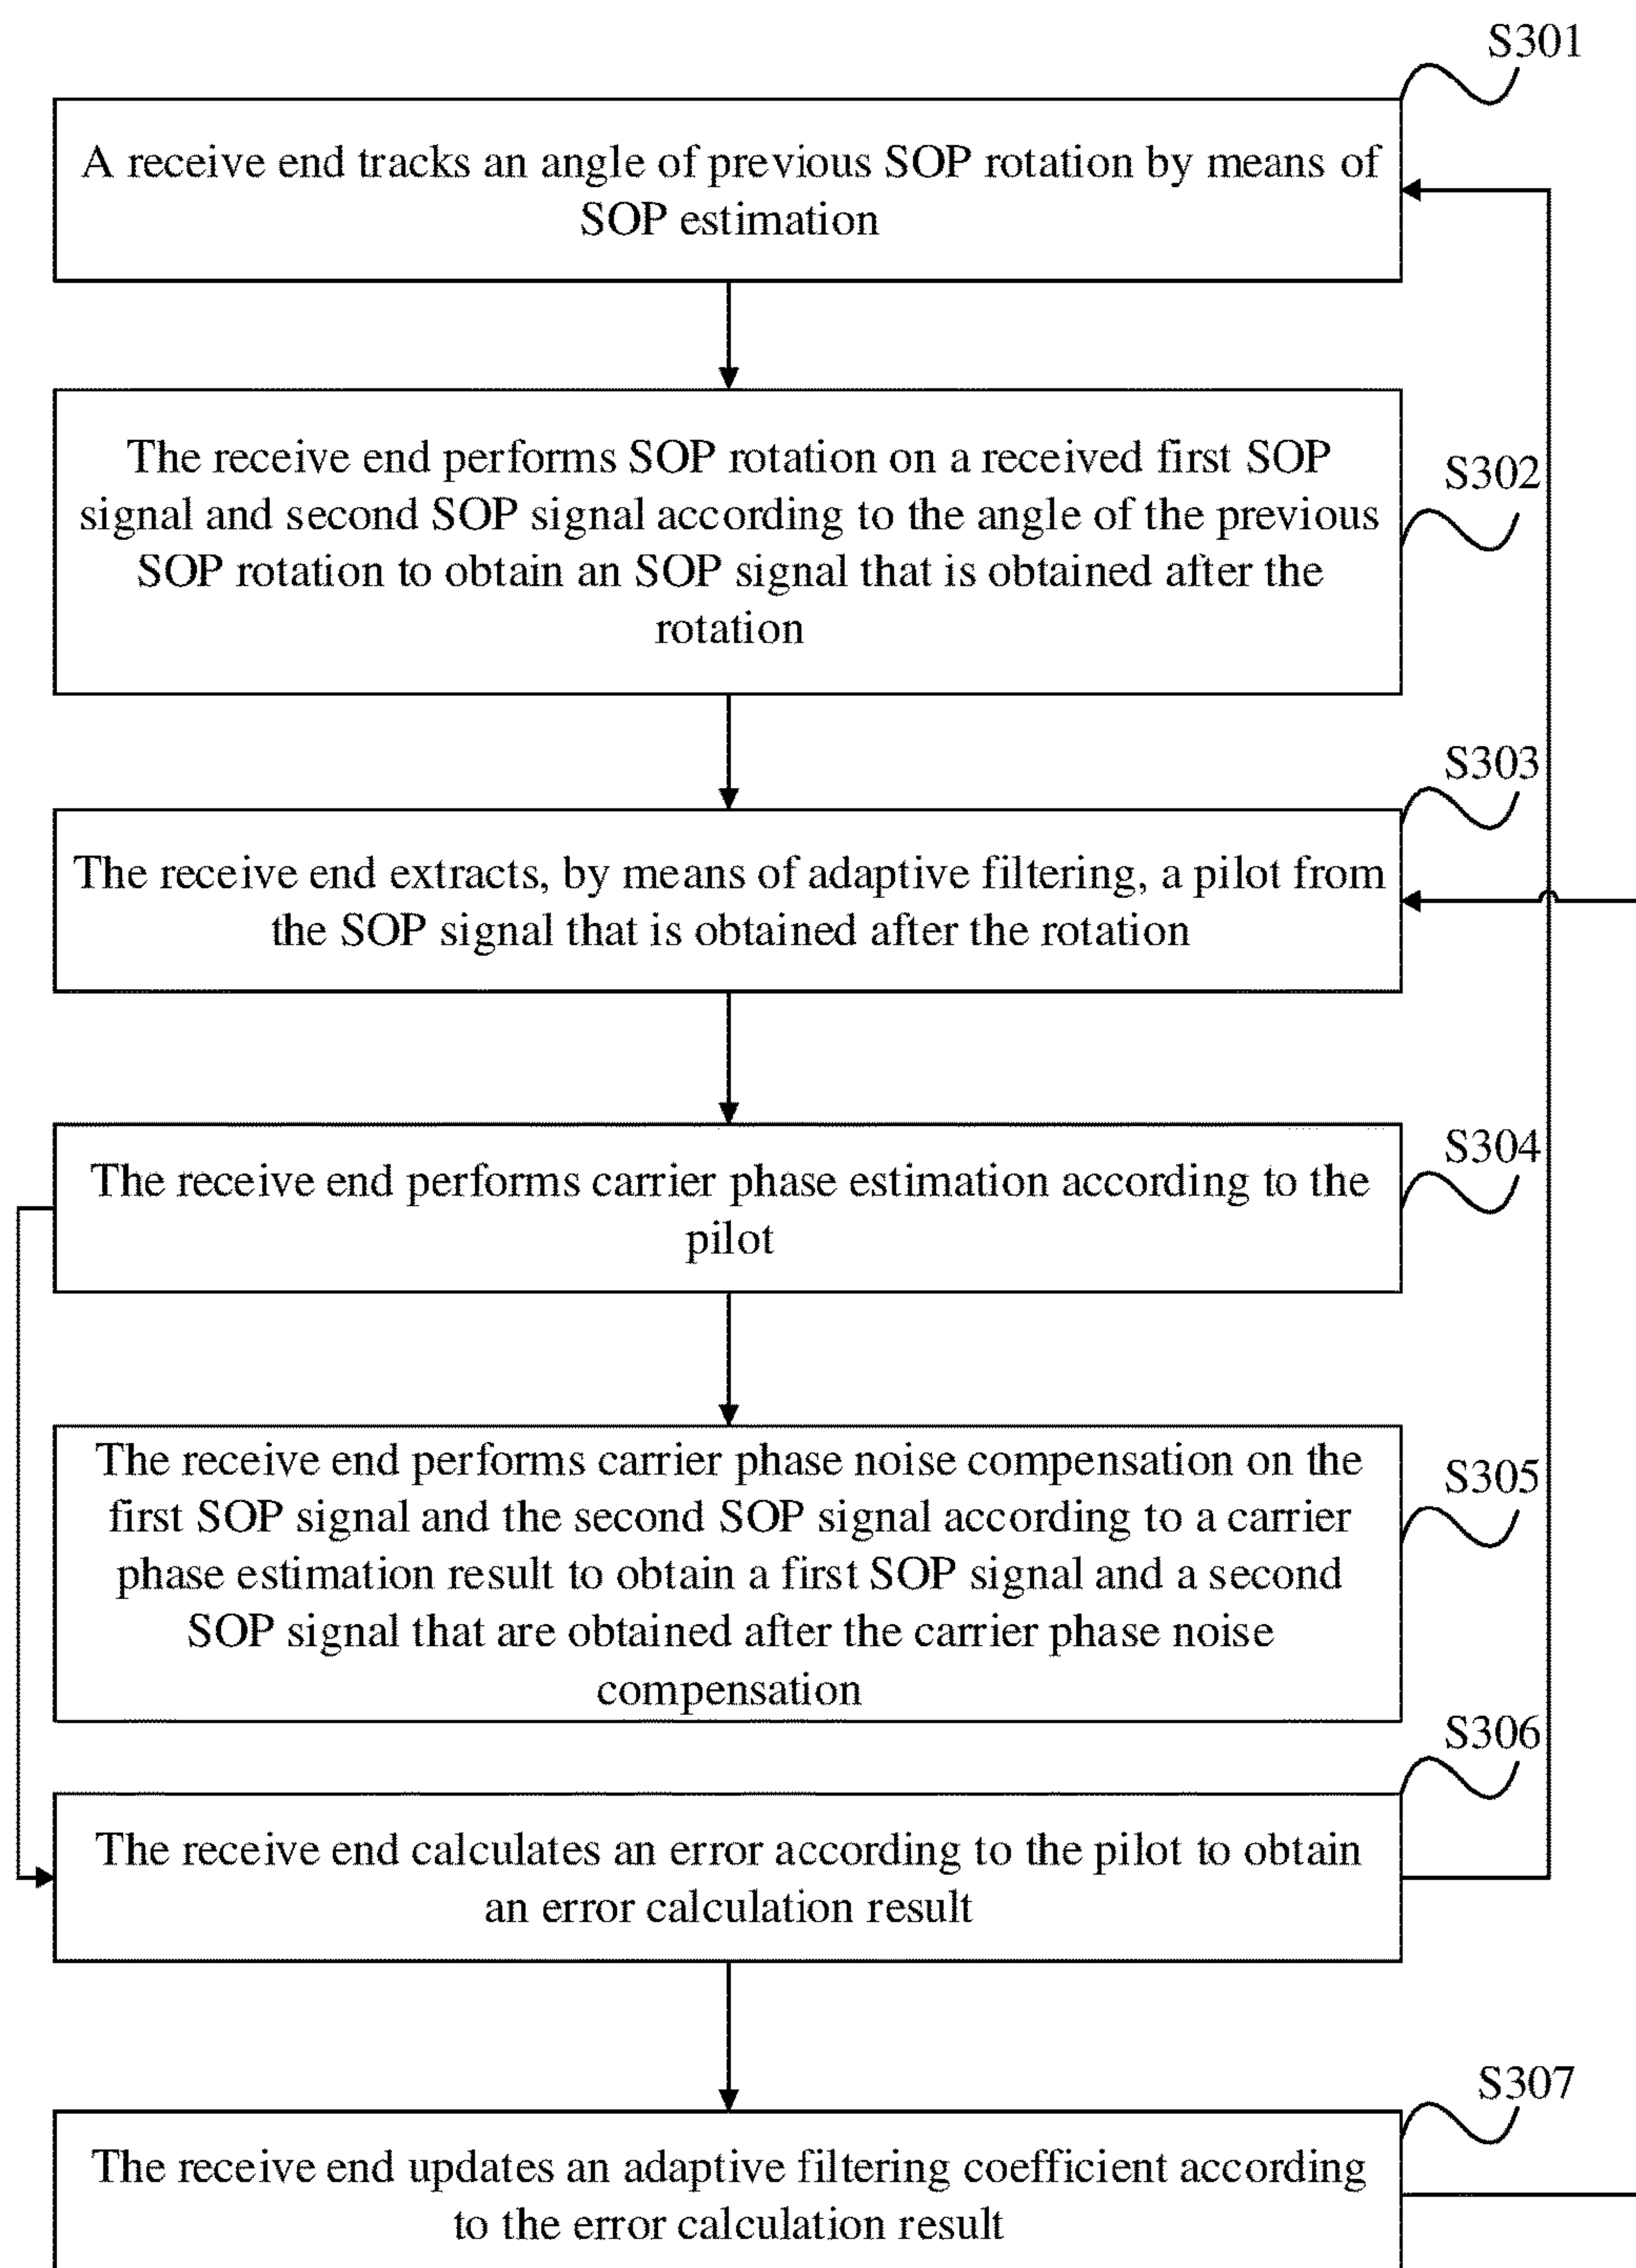 S301
A receive end tracks an angle of previous SOP rotation by means of
SOP estimation
The receive end performs SOP rotation on a received first SOP
signal and second SOP signal according to the angle of the previous
SOP rotation to obtain an SOP signal that is obtained after the
rotation
S302
S303
The receive end extracts, by means of adaptive filtering, a pilot from
the SOP signal that is obtained after the rotation
S304
The receive end performs carrier phase estimation according to the
pilot
The receive end performs carrier phase noise compensation on the
first SOP signal and the second SOP signal according to a carrier
phase estimation result to obtain a first SOP signal and a second
SOP signal that are obtained after the carrier phase noise
compensation
S305
S306
The receive end calculates an error according to the pilot to obtain
an error calculation result
S307
The receive end updates an adaptive filtering coefficient according
to the error calculation result